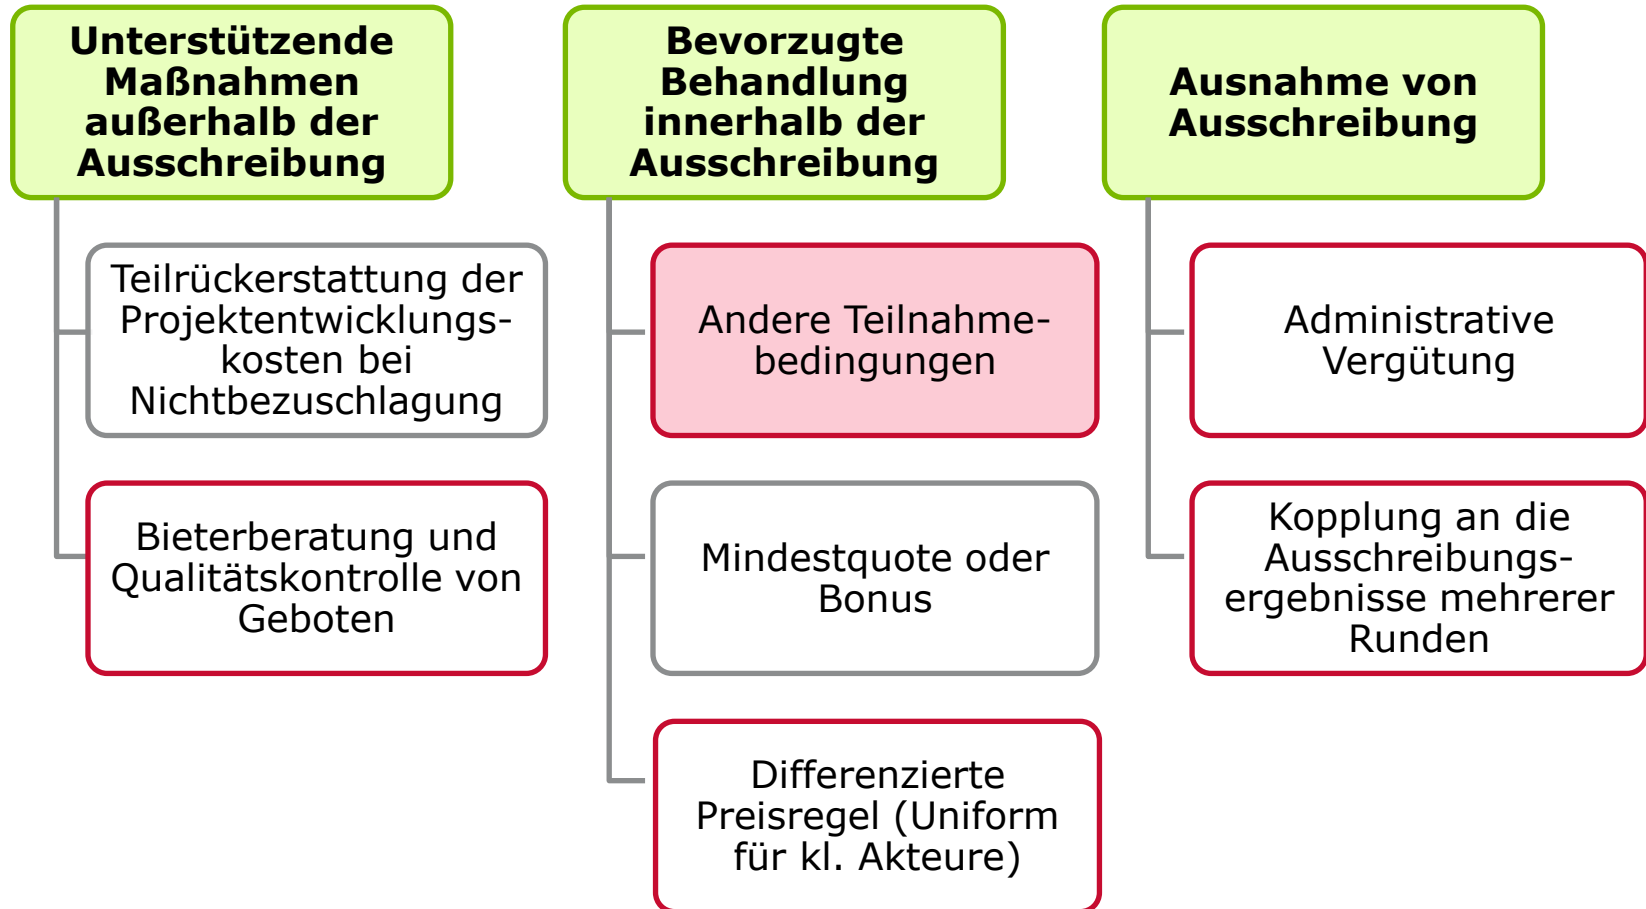 Unterstützende
Maßnahmen
außerhalb der
Ausschreibung
Teilrückerstattung der
Projektentwicklungs-
kosten bei
Nichtbezuschlagung
Bieterberatung und
Qualitätskontrolle von
Geboten
Bevorzugte
Behandlung
innerhalb der
Ausschreibung
Andere Teilnahme-
bedingungen
Mindestquote oder
Bonus
Differenzierte
Preisregel (Uniform
für kl. Akteure)
Ausnahme von
Ausschreibung
Administrative
Vergütung
Kopplung an die
Ausschreibungs-
ergebnisse mehrerer
Runden